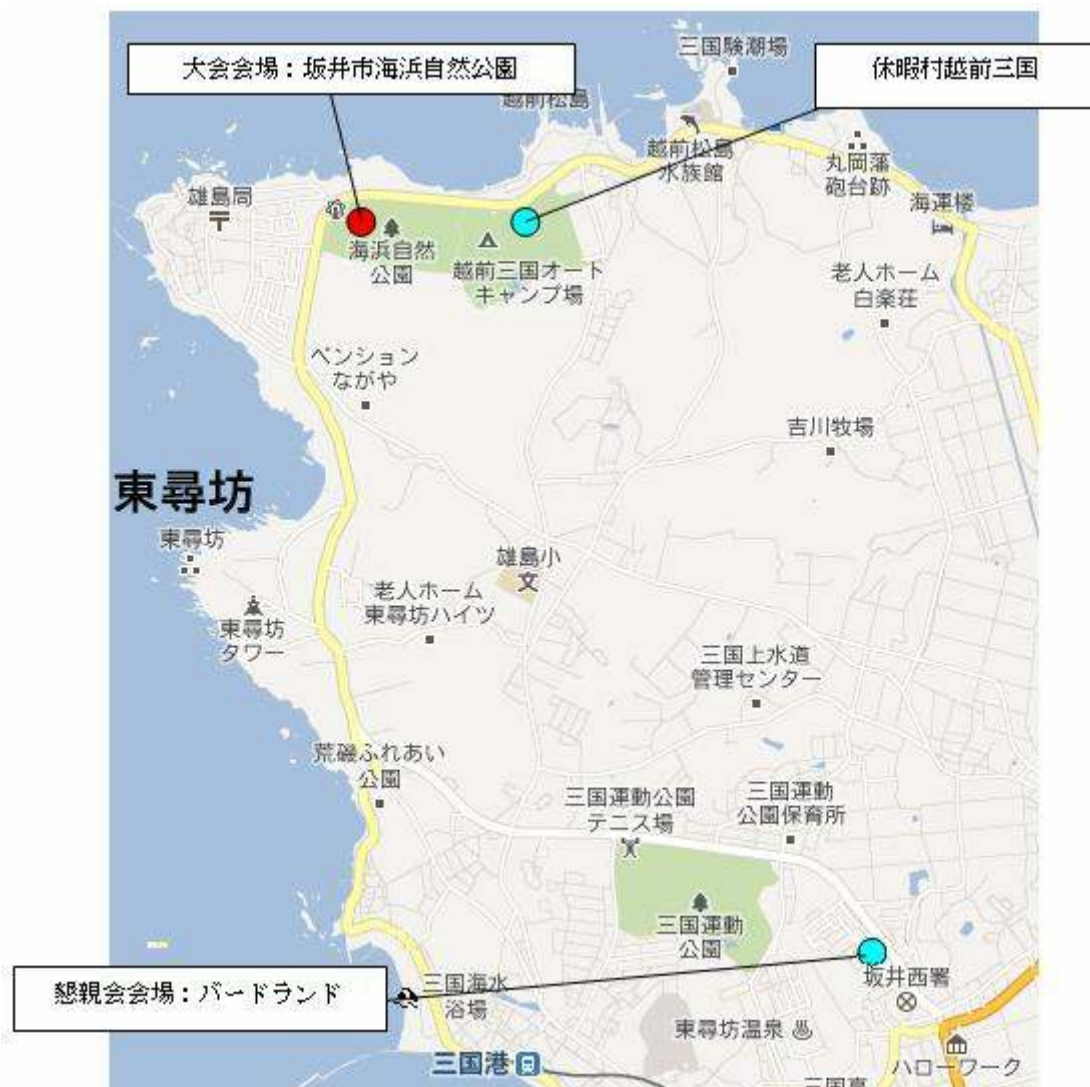 三国験潮場
大会会場：坂井市海浜自然公園
休暇村越前三国
越前松島
越前松島
水族館
丸岡藩
砲台跡
雄島局
海運楼
海浜自然
公園
越前三国オート
キャンプ場
老人ホーム
白楽荘
ペンション
ながや
吉川牧場
東尋坊
東尋坊
雄島小
文
老人ホーム
東尋坊ハイツ
東尋坊
タワー
三国上水道
管理センター
荒磯ふれあい
公園
三国運動公園
テニス場
三国運動
公園保育所
三国運動
公園
懇親会会場：バードランド
三国海水
浴場
坂井西署
東尋坊温泉
三国港
ハローワーク